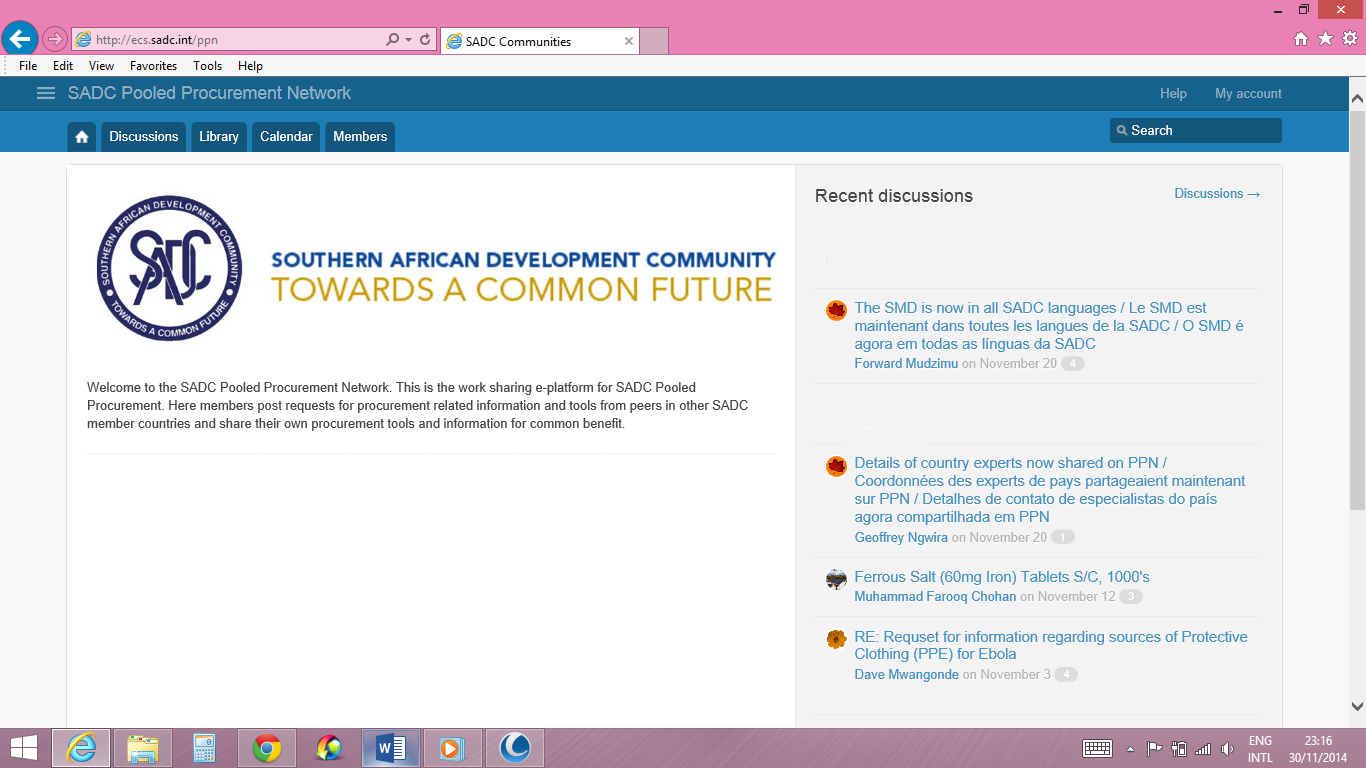 http://ecs.sadc.int/ppn
SADC Communities
File Edit View Favorites Tools Help
SADC Pooled Procurement Network
Help My account
Discussions Library Calendar Members
Search
SOUTHERN AFRICAN DEVELOPMENT COMMUNITY
SADC
TOWARDS A COMMON FUTURE
SOUTHERN AFRICAN DEVELOPMENT COMMUNITY
TOWARDS A COMMON FUTURE
Welcome to the SADC Pooled Procurement Network. This is the work sharing e-platform for SADC Pooled
Procurement. Here members post requests for procurement related information and tools from peers in other SADC
member countries and share their own procurement tools and information for common benefit.
Recent discussions
Discussions →
The SMD is now in all SADC languages / Le SMD est
maintenant dans toutes les langues de la SADC / O SMD é
agora em todas as línguas da SADC
Forward Mudzimu on November 20 4
Details of country experts now shared on PPN /
Coordonnées des experts de pays partageaient maintenant
sur PPN / Detalhes de contato de especialistas do país
agora compartilhada em PPN
Geoffrey Ngwira on November 20 1
Ferrous Salt (60mg Iron) Tablets S/C, 1000's
Muhammad Farooq Chohan on November 12 3
RE: Requset for information regarding sources of Protective
Clothing (PPE) for Ebola
Dave Mwangonde on November 3 4
ENG
INTL
23:16
30/11/2014